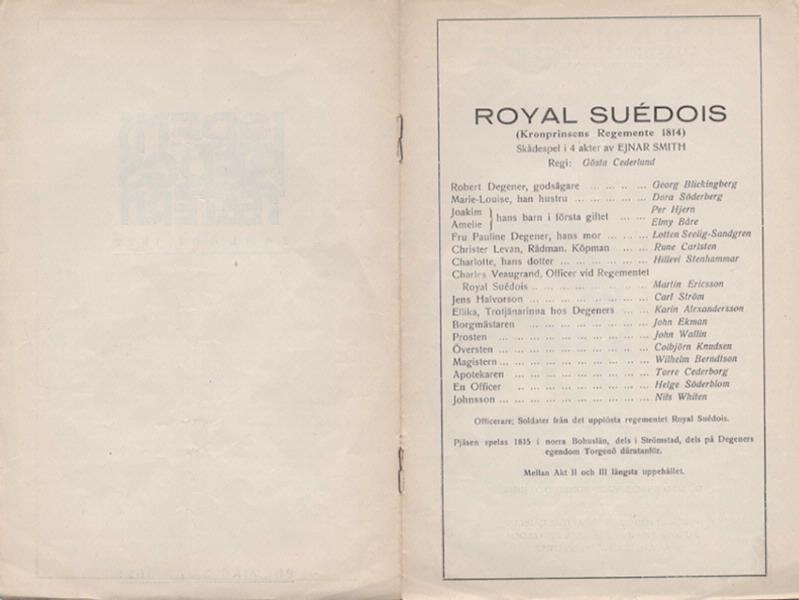 ROYAL SUÉDOIS
(Kronprinsens Regemente 1814)
Skådespel i 4 akter av EJNAR SMITH
Regi: Gösta Cederlund
Robert Degener, godsägare ... ... .. ... Georg Blickingberg
Marie-Louise, han hustru ... ... ... ... ... Dora Söderberg
Joakim } hans barn i första giftet ... ... Per Hjern
Amelie Elmy Båre
Fru Pauline Degener, hans mor ... ... ... Lotten Seelig-Sandgren
Christer Levan, Rådman, Köpman ... ... Rune Carlsten
Charlotte, hans dotter ... ... ... ... ... ... Hillevi Stenhammar
Charles Veaugrand, Officer vid Regementet
Royal Suédois .. ... ... ... ... ... ... ... Martin Ericsson
Jens Halvorson ... ... ... ... ... ... ... ... Carl Ström
Ellika, Trotjänarinna hos Degeners ... ... Karin Alexandersson
Borgmästaren ... ... ... ... ... ... ... ... John Ekman
Prosten ... ... ... ... ... ... ... ... ... ... John Wallin
Översten ... ... ... ... ... ... ... ... ... ... Colbjörn Knudsen
Magistern ... ... ... ... ... ... ... ... ... ... Wilhelm Berndtson
Apotekaren ... ... ... ... ... ... ... ... ... Torre Cederborg
En Officer .. ... ... ... ... ... ... ... ... Helge Söderblom
Johnsson ... ... ... ... ... ... ... ... ... ... Nils Whiten
Officerare; Soldater från det upplösta regementet Royal Suédois.
Pjäsen spelas 1815 i norra Bohuslän, dels i Strömstad, dels på Degeners
egendom Torgenö därutanför.
Mellan Akt II och III längsta uppehållet.